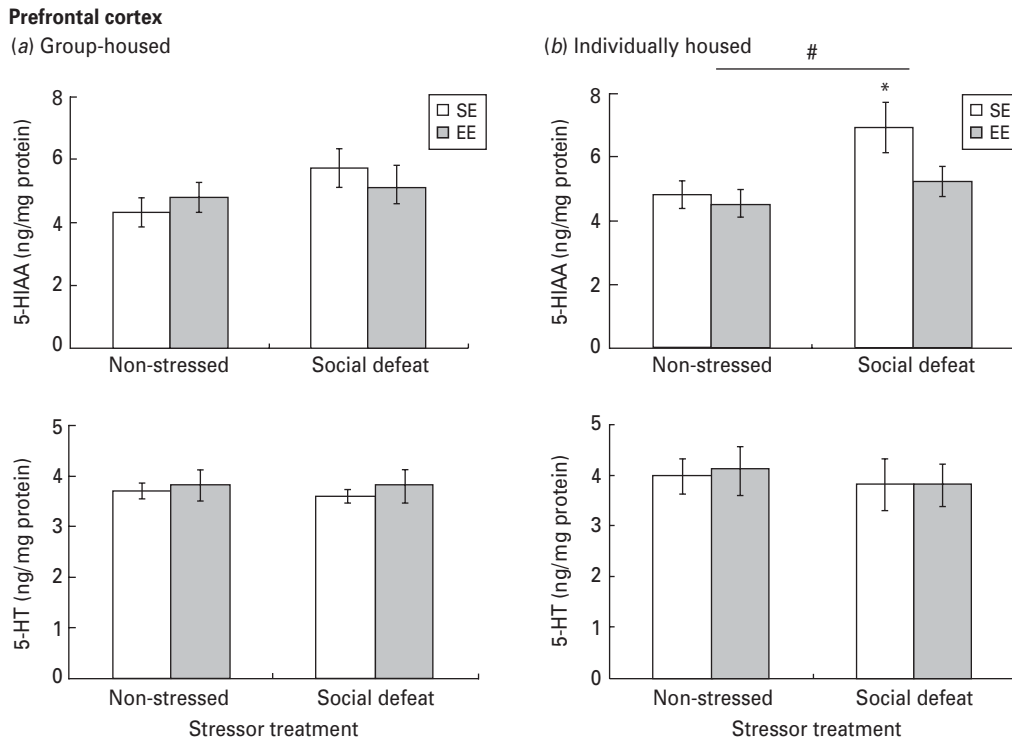 Prefrontal cortex
(a) Group-housed
8
6
4
2
0
5-HIAA (ng/mg protein)
SE
EE
Non-stressed Social defeat
(b) Individually housed
#
*
8
6
4
2
0
5-HIAA (ng/mg protein)
SE
EE
Non-stressed Social defeat
5
4
3
2
1
0
5-HT (ng/mg protein)
Non-stressed Social defeat
Stressor treatment
5
4
3
2
1
0
5-HT (ng/mg protein)
Non-stressed Social defeat
Stressor treatment